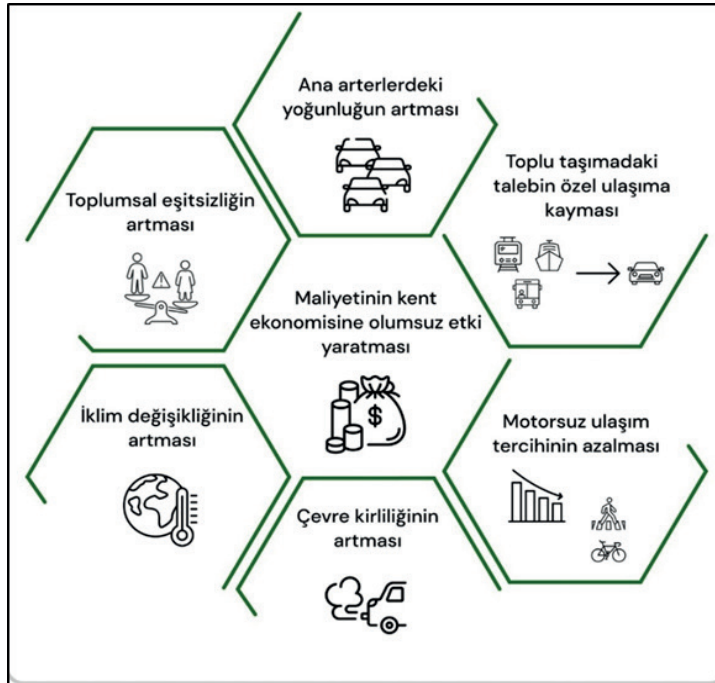 Ana arterlerdeki
yoğunluğun artması
Toplumsal eşitsizliğin
artması
Toplu taşımadaki
talebin özel ulaşıma
kayması
Maliyetinin kent
ekonomisine olumsuz etki
yaratması
$
İklim değişikliğinin
artması
Motorsuz ulaşım
tercihinin azalması
Çevre kirliliğinin
artması